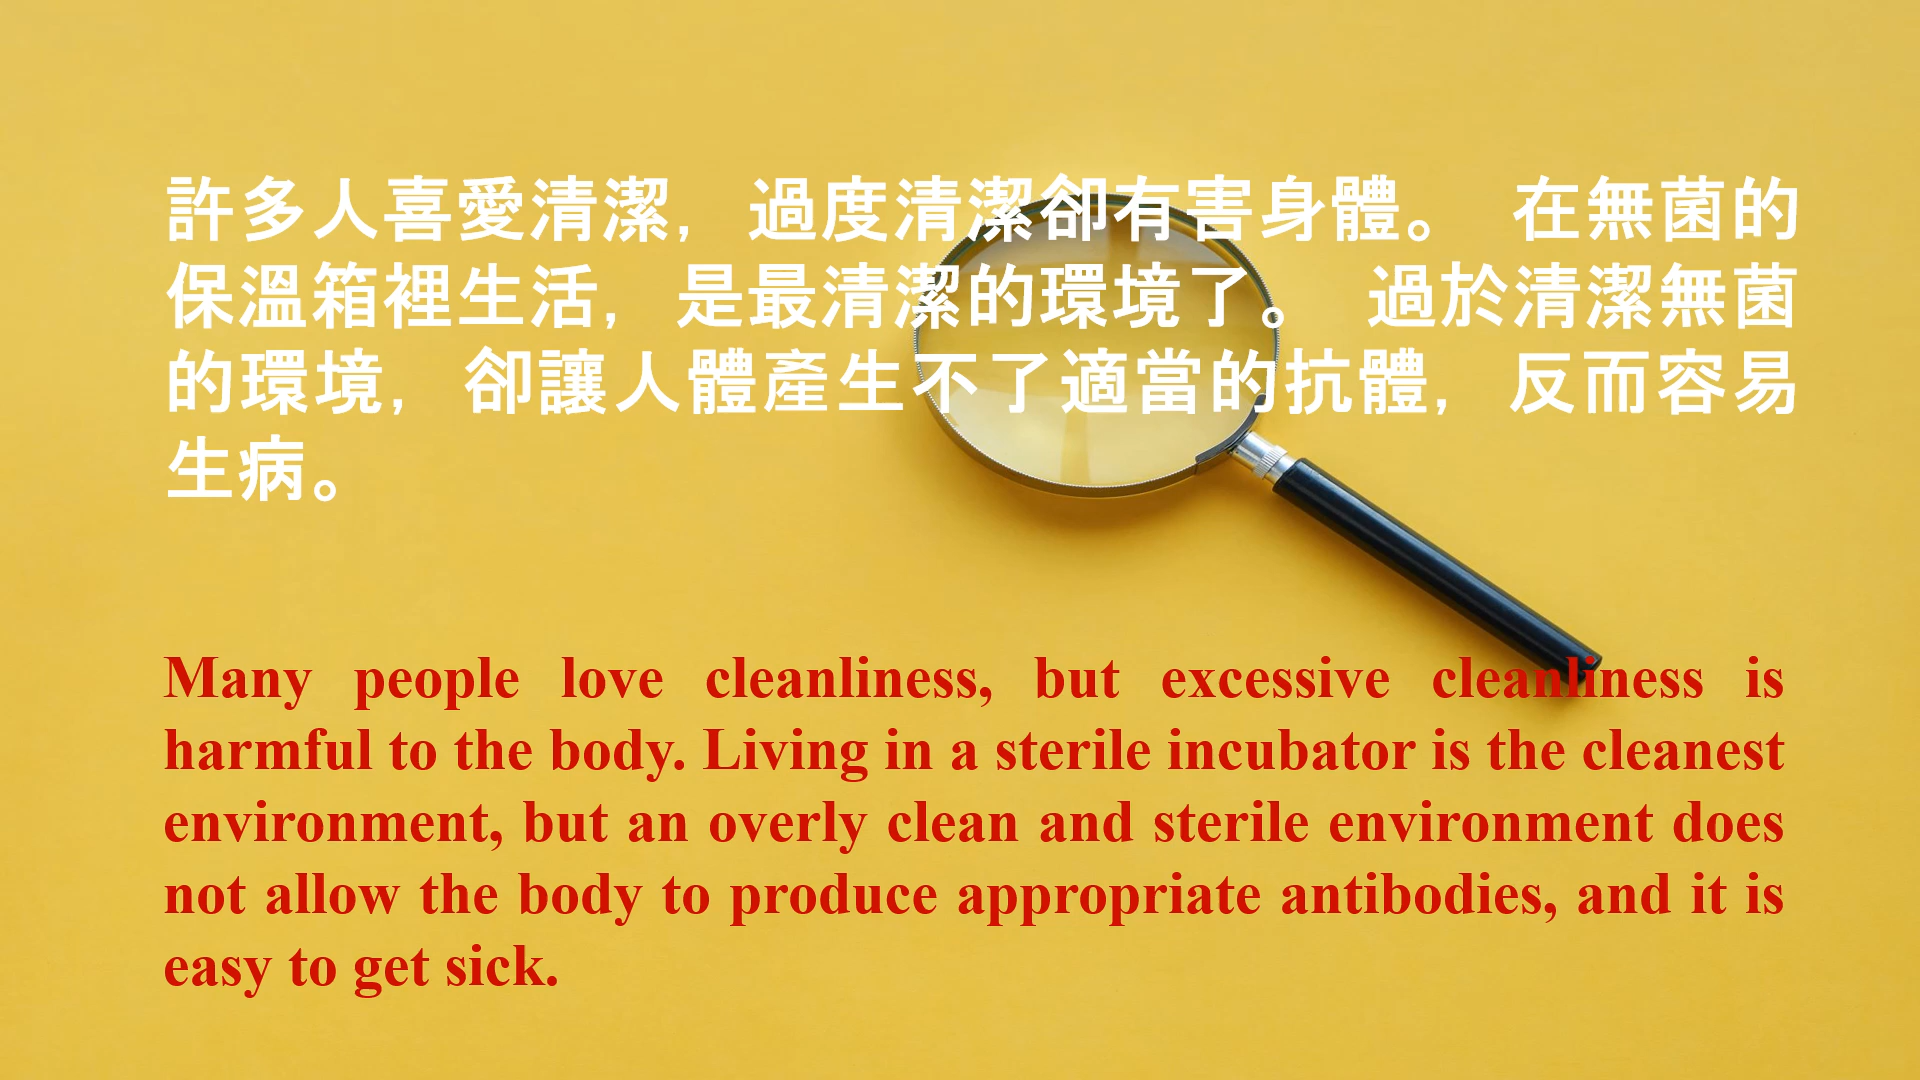 許多人喜愛清潔，過度清潔卻有害身體。 在無菌的
保溫箱裡生活，是最清潔的環境了。 過於清潔無菌
的環境，卻讓人體產生不了適當的抗體，反而容易
生病。
Many people love cleanliness, but excessive cleanliness is
harmful to the body. Living in a sterile incubator is the cleanest
environment, but an overly clean and sterile environment does
not allow the body to produce appropriate antibodies, and it is
easy to get sick.